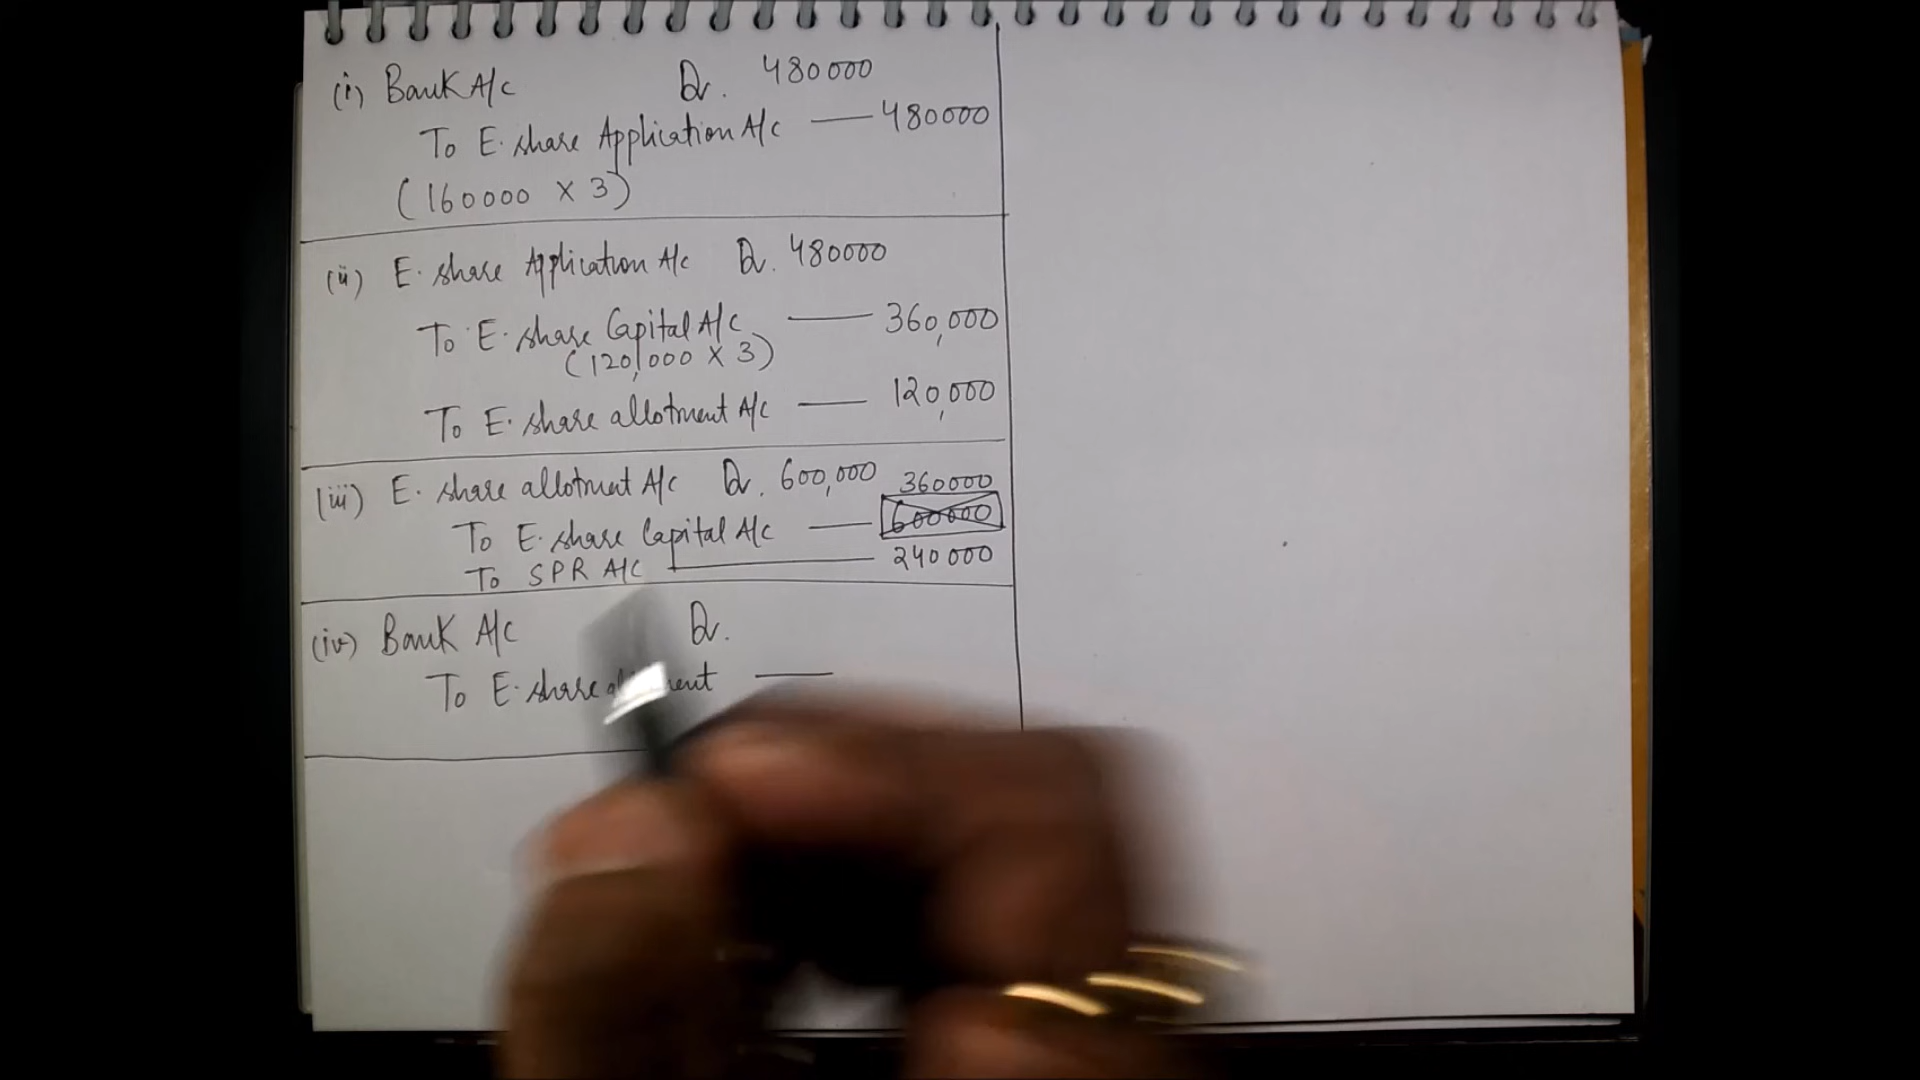 (i) Bank A/c Dr. 480000
To E. share Application A/c — 480000
(160000 × 3)
(ii) E. share Application A/c Dr. 480000
To E. share Capital A/c — 360,000
(120,000 × 3)
To E. share allotment A/c — 120,000
(iii) E. share allotment A/c Dr. 600,000 360000
To E. share Capital A/c — 600000
To SPR A/C — 240000
(iv) Bank A/c Dr.
To E. share —